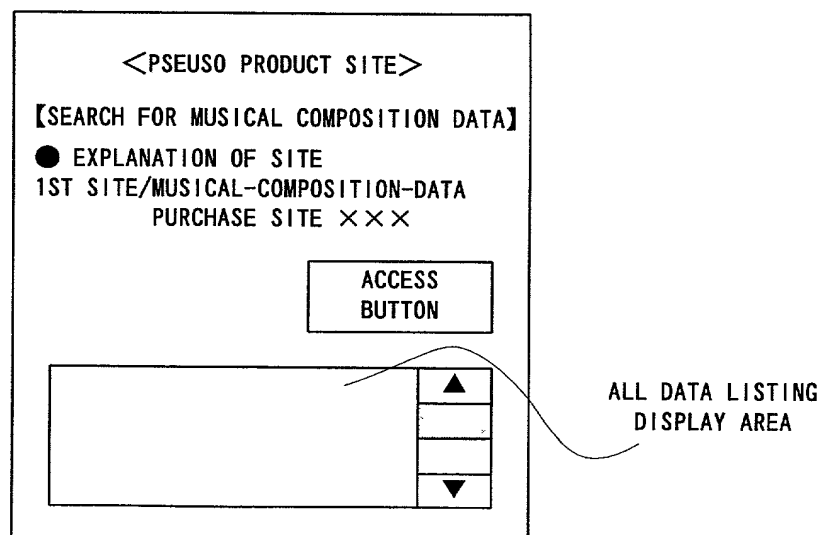 <PSEUSO PRODUCT SITE>
【SEARCH FOR MUSICAL COMPOSITION DATA】
● EXPLANATION OF SITE
1ST SITE/MUSICAL-COMPOSITION-DATA
PURCHASE SITE ×××
ACCESS
BUTTON
▲
▼
ALL DATA LISTING
DISPLAY AREA